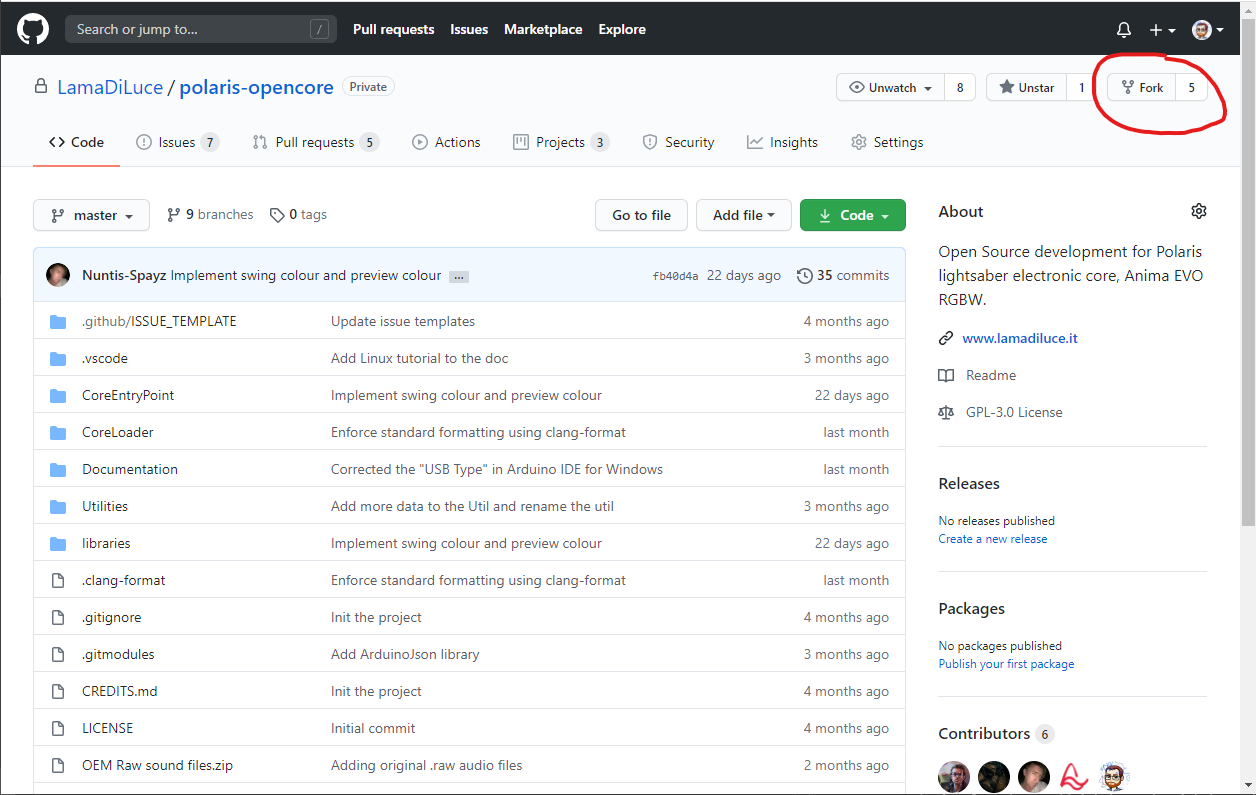 Search or jump to... / Pull requests Issues Marketplace Explore
LamaDiLuce / polaris-opencore Private Unwatch 8 Unstar 1 Fork 5
Code Issues 7 Pull requests 5 Actions Projects 3 Security Insights Settings
master 9 branches 0 tags Go to file Add file Code
Nuntis-Spayz Implement swing colour and preview colour ... fb40d4a 22 days ago 35 commits
.github/ISSUE_TEMPLATE Update issue templates 4 months ago
.vscode Add Linux tutorial to the doc 3 months ago
CoreEntryPoint Implement swing colour and preview colour 22 days ago
CoreLoader Enforce standard formatting using clang-format last month
Documentation Corrected the "USB Type" in Arduino IDE for Windows last month
Utilities Add more data to the Util and rename the util 3 months ago
libraries Implement swing colour and preview colour 22 days ago
.clang-format Enforce standard formatting using clang-format last month
.gitignore Init the project 4 months ago
.gitmodules Add ArduinoJson library 3 months ago
CREDITS.md Init the project 4 months ago
LICENSE Initial commit 4 months ago
OEM Raw sound files.zip Adding original .raw audio files 2 months ago
About
Open Source development for Polaris
lightsaber electronic core, Anima EVO
RGBW.
www.lamadiluce.it
Readme
GPL-3.0 License
Releases
No releases published
Create a new release
Packages
No packages published
Publish your first package
Contributors 6